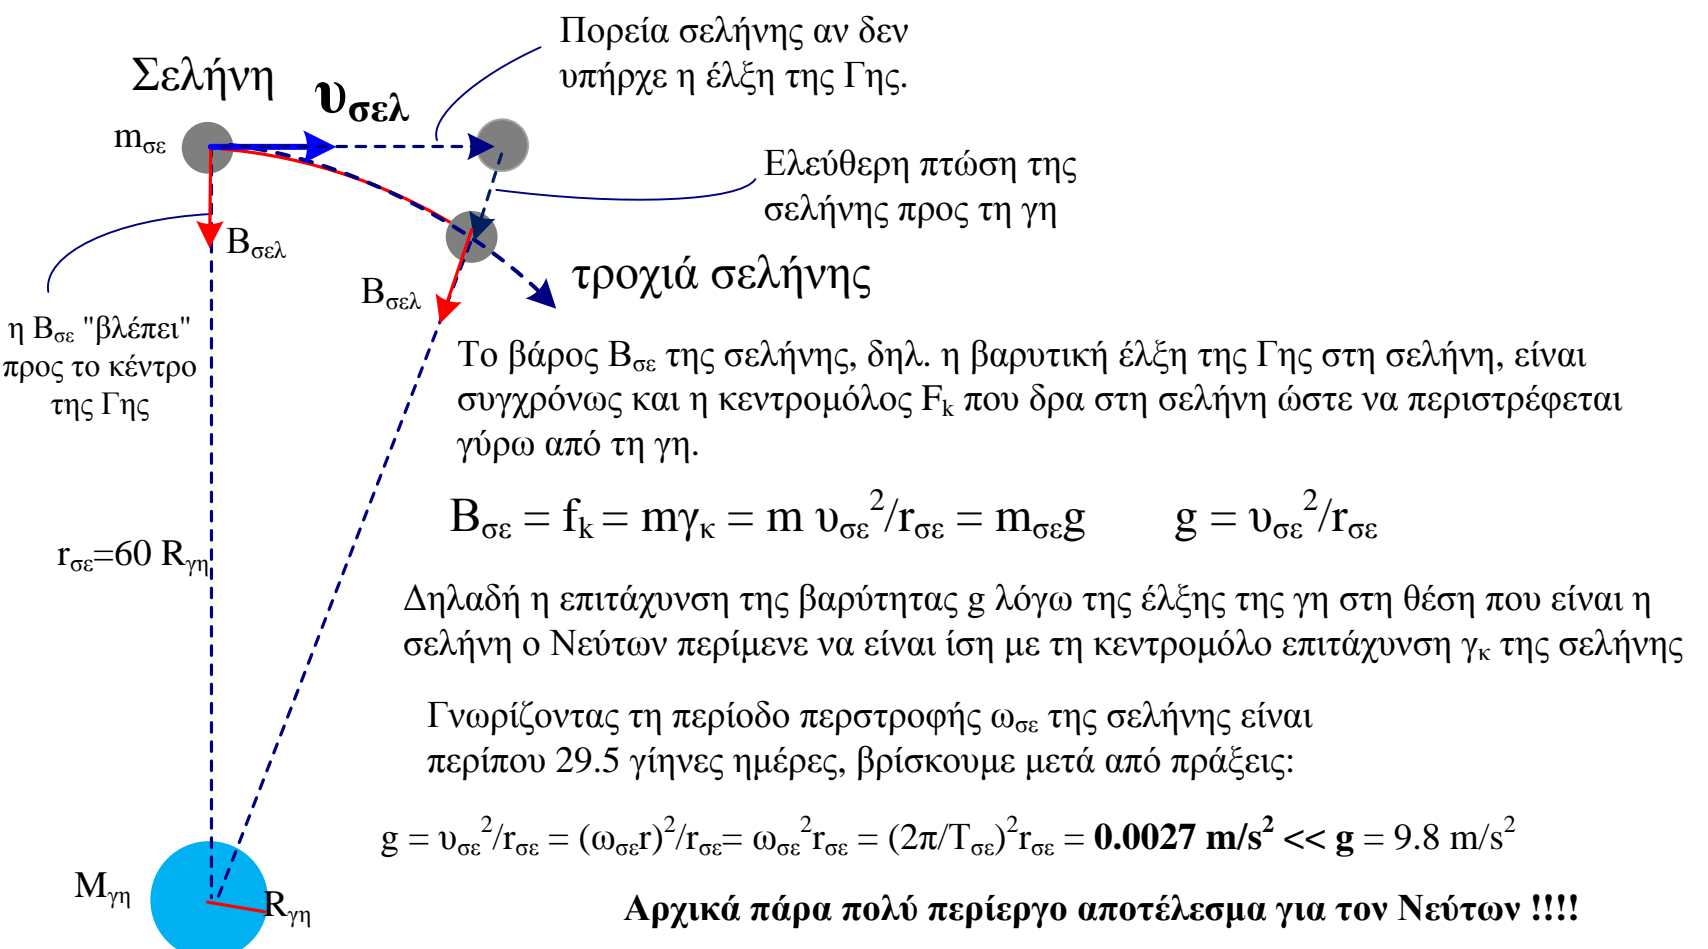 Πορεία σελήνης αν δεν
υπήρχε η έλξη της Γης.
Σελήνη
υσελ
mσε
Ελεύθερη πτώση της
σελήνης προς τη γη
Βσελ
τροχιά σελήνης
Βσελ
η Βσε "βλέπει"
προς το κέντρο
της Γης
Το βάρος Βσε της σελήνης, δηλ. η βαρυτική έλξη της Γης στη σελήνη, είναι
συγχρόνως και η κεντρομόλος Fk που δρα στη σελήνη ώστε να περιστρέφεται
γύρω από τη γη.
Βσε = fk = mγκ = m υσε²/rσε = mσεg g = υσε²/rσε
rσε=60 Rγη
Δηλαδή η επιτάχυνση της βαρύτητας g λόγω της έλξης της γη στη θέση που είναι η
σελήνη ο Νεύτων περίμενε να είναι ίση με τη κεντρομόλο επιτάχυνση γκ της σελήνης
Γνωρίζοντας τη περίοδο περστροφής ωσε της σελήνης είναι
περίπου 29.5 γίηνες ημέρες, βρίσκουμε μετά από πράξεις:
g = υσε²/rσε = (ωσεr)²/rσε= ωσε²rσε = (2π/Tσε)²rσε = 0.0027 m/s² << g = 9.8 m/s²
Μγη
Rγη
Αρχικά πάρα πολύ περίεργο αποτέλεσμα για τον Νεύτων !!!!